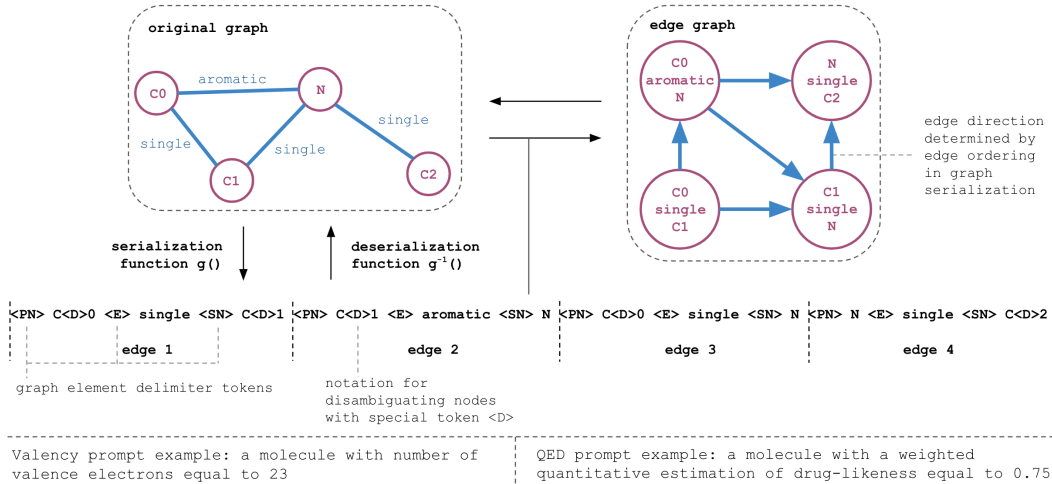 original graph
aromatic
C0
N
single
single
single
C1
C2
edge graph
C0
aromatic
N
N
single
C2
C0
single
C1
C1
single
N
edge direction
determined by
edge ordering
in graph
serialization
serialization
function g()
deserialization
function g⁻¹()
<PN> C<D>0 <E> single <SN> C<D>1 <PN> C<D>1 <E> aromatic <SN> N <PN> C<D>0 <E> single <SN> N <PN> N <E> single <SN> C<D>2
edge 1
edge 2
edge 3
edge 4
graph element delimiter tokens
notation for
disambiguating nodes
with special token <D>
Valency prompt example: a molecule with number of
valence electrons equal to 23
QED prompt example: a molecule with a weighted
quantitative estimation of drug-likeness equal to 0.75